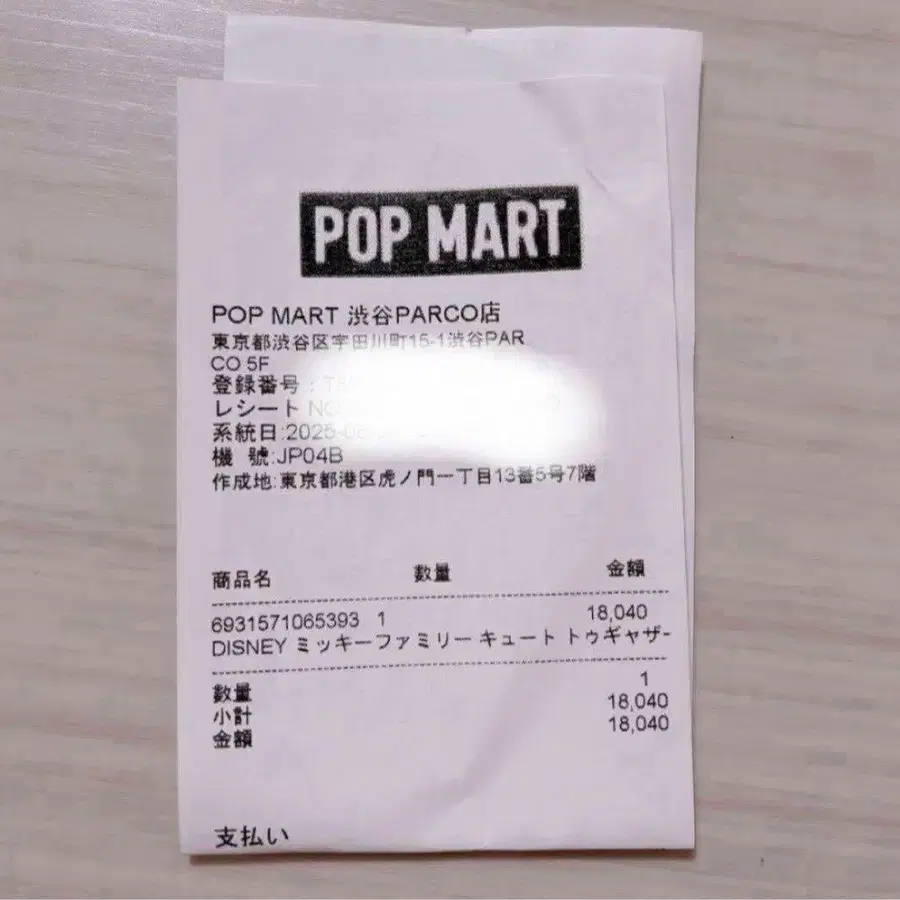 POP MART
POP MART 渋谷PARCO店
東京都渋谷区宇田川町15-1渋谷PAR
CO 5F
登録番号:
レシート NO
系統日:2025-
機 號:JP04B
作成地:東京都港区虎ノ門一丁目13番5号7階
商品名 数量 金額
6931571065393 1 18,040
DISNEY ミッキーファミリー キュート トゥギャザ-
数量 1
小計 18,040
金額 18,040
支払い